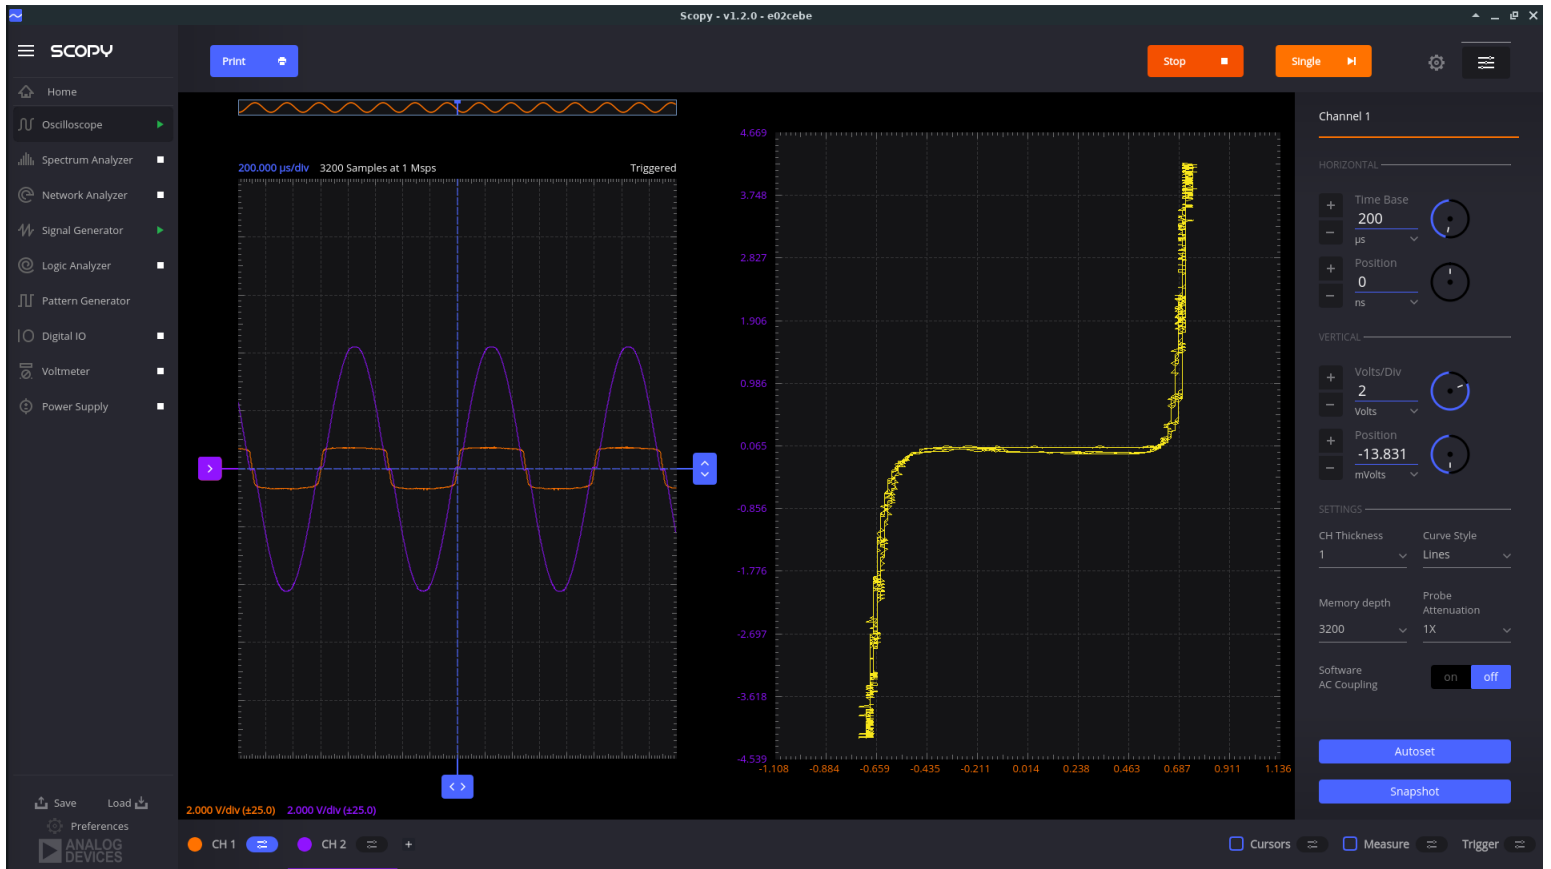 Scopy - v1.2.0 - e02cebe
SCOPY
Print
Stop
Single
Home
Oscilloscope
Spectrum Analyzer
Network Analyzer
Signal Generator
Logic Analyzer
Pattern Generator
Digital IO
Voltmeter
Power Supply
Save Load
Preferences
ANALOG
DEVICES
200.000 µs/div 3200 Samples at 1 Msps Triggered
4.669
3.748
2.827
1.906
0.986
0.065
-0.856
-1.776
-2.697
-3.618
-4.539
-1.108 -0.884 -0.659 -0.435 -0.211 0.014 0.238 0.463 0.687 0.911 1.136
2.000 V/div (±25.0) 2.000 V/div (±25.0)
CH 1 CH 2 +
Cursors Measure Trigger
Channel 1
HORIZONTAL
Time Base
+ 200
- µs
Position
+ 0
- ns
VERTICAL
Volts/Div
+ 2
- Volts
Position
+ -13.831
- mVolts
SETTINGS
CH Thickness Curve Style
1 Lines
Memory depth Probe Attenuation
3200 1X
Software
AC Coupling
on off
Autoset
Snapshot